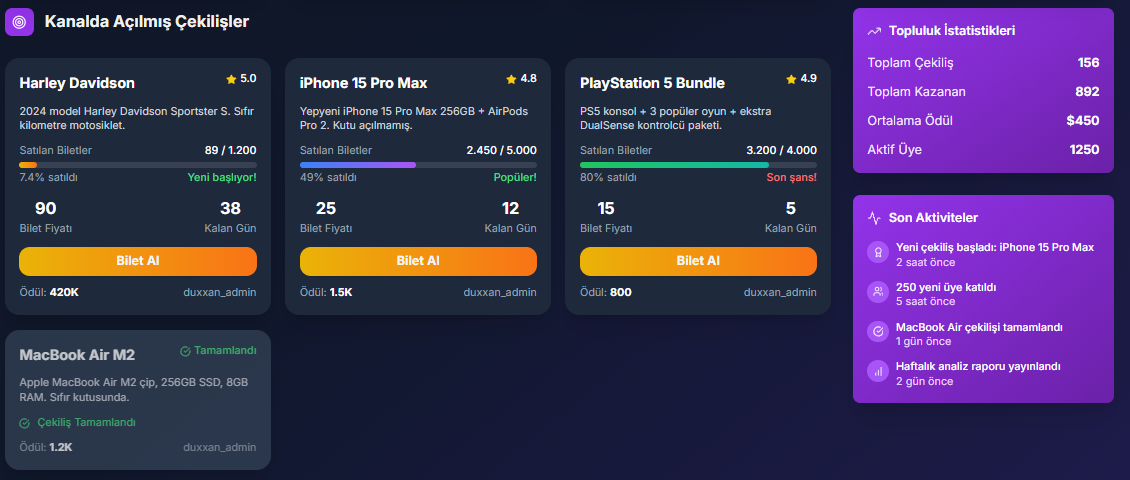 Kanalda Açılmış Çekilişler
Harley Davidson
5.0
2024 model Harley Davidson Sportster S. Sıfır
kilometre motosiklet.
Satılan Biletler
89 / 1.200
7.4% satıldı
Yeni başlıyor!
90
38
Bilet Fiyatı
Kalan Gün
Bilet Al
Ödül: 420K
duxxan_admin
iPhone 15 Pro Max
4.8
Yepyeni iPhone 15 Pro Max 256GB + AirPods
Pro 2. Kutu açılmamış.
Satılan Biletler
2.450 / 5.000
49% satıldı
Popüler!
25
12
Bilet Fiyatı
Kalan Gün
Bilet Al
Ödül: 1.5K
duxxan_admin
PlayStation 5 Bundle
4.9
PS5 konsol + 3 popüler oyun + ekstra
DualSense kontrolcü paketi.
Satılan Biletler
3.200 / 4.000
80% satıldı
Son şans!
15
5
Bilet Fiyatı
Kalan Gün
Bilet Al
Ödül: 800
duxxan_admin
MacBook Air M2
Tamamlandı
Apple MacBook Air M2 çip, 256GB SSD, 8GB
RAM. Sıfır kutusunda.
Çekiliş Tamamlandı
Ödül: 1.2K
duxxan_admin
Topluluk İstatistikleri
Toplam Çekiliş
156
Toplam Kazanan
892
Ortalama Ödül
$450
Aktif Üye
1250
Son Aktiviteler
Yeni çekiliş başladı: iPhone 15 Pro Max
2 saat önce
250 yeni üye katıldı
5 saat önce
MacBook Air çekilişi tamamlandı
1 gün önce
Haftalık analiz raporu yayınlandı
2 gün önce